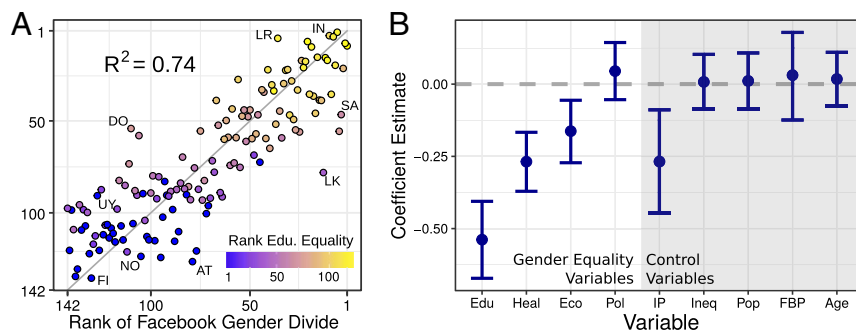 A
B
1
50
100
142
R² = 0.74
LR
IN
SA
DO
LK
UY
NO
AT
FI
Rank Edu. Equality
1 50 100
142 100 50 1
Rank of Facebook Gender Divide
Coefficient Estimate
0.00
−0.25
−0.50
Gender Equality
Variables
Control
Variables
Edu Heal Eco Pol IP Ineq Pop FBP Age
Variable